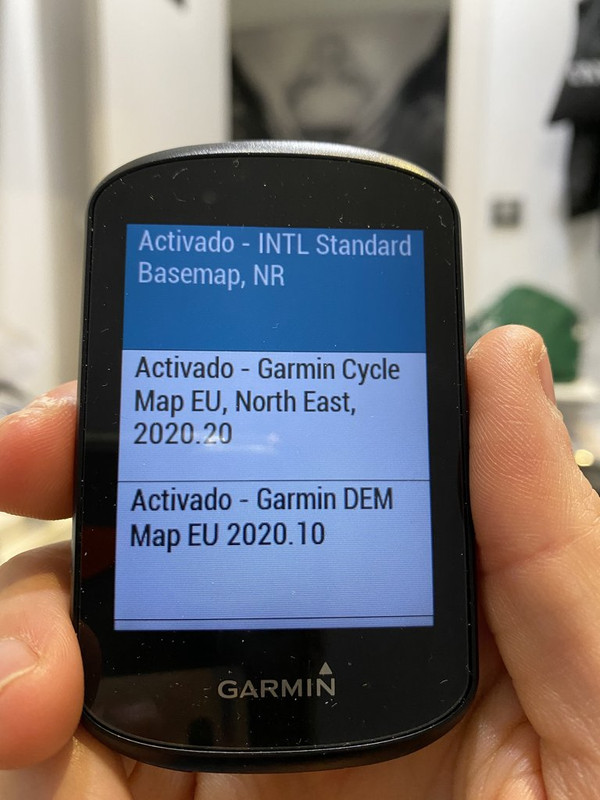 Activado - INTL Standard
Basemap, NR
Activado - Garmin Cycle
Map EU, North East,
2020.20
Activado - Garmin DEM
Map EU 2020.10
GARMIN